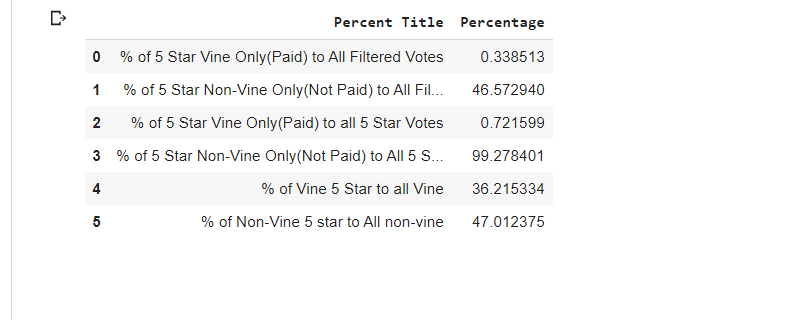 Percent Title Percentage
0 % of 5 Star Vine Only(Paid) to All Filtered Votes 0.338513
1 % of 5 Star Non-Vine Only(Not Paid) to All Fil... 46.572940
2 % of 5 Star Vine Only(Paid) to all 5 Star Votes 0.721599
3 % of 5 Star Non-Vine Only(Not Paid) to All 5 S... 99.278401
4 % of Vine 5 Star to all Vine 36.215334
5 % of Non-Vine 5 star to All non-vine 47.012375